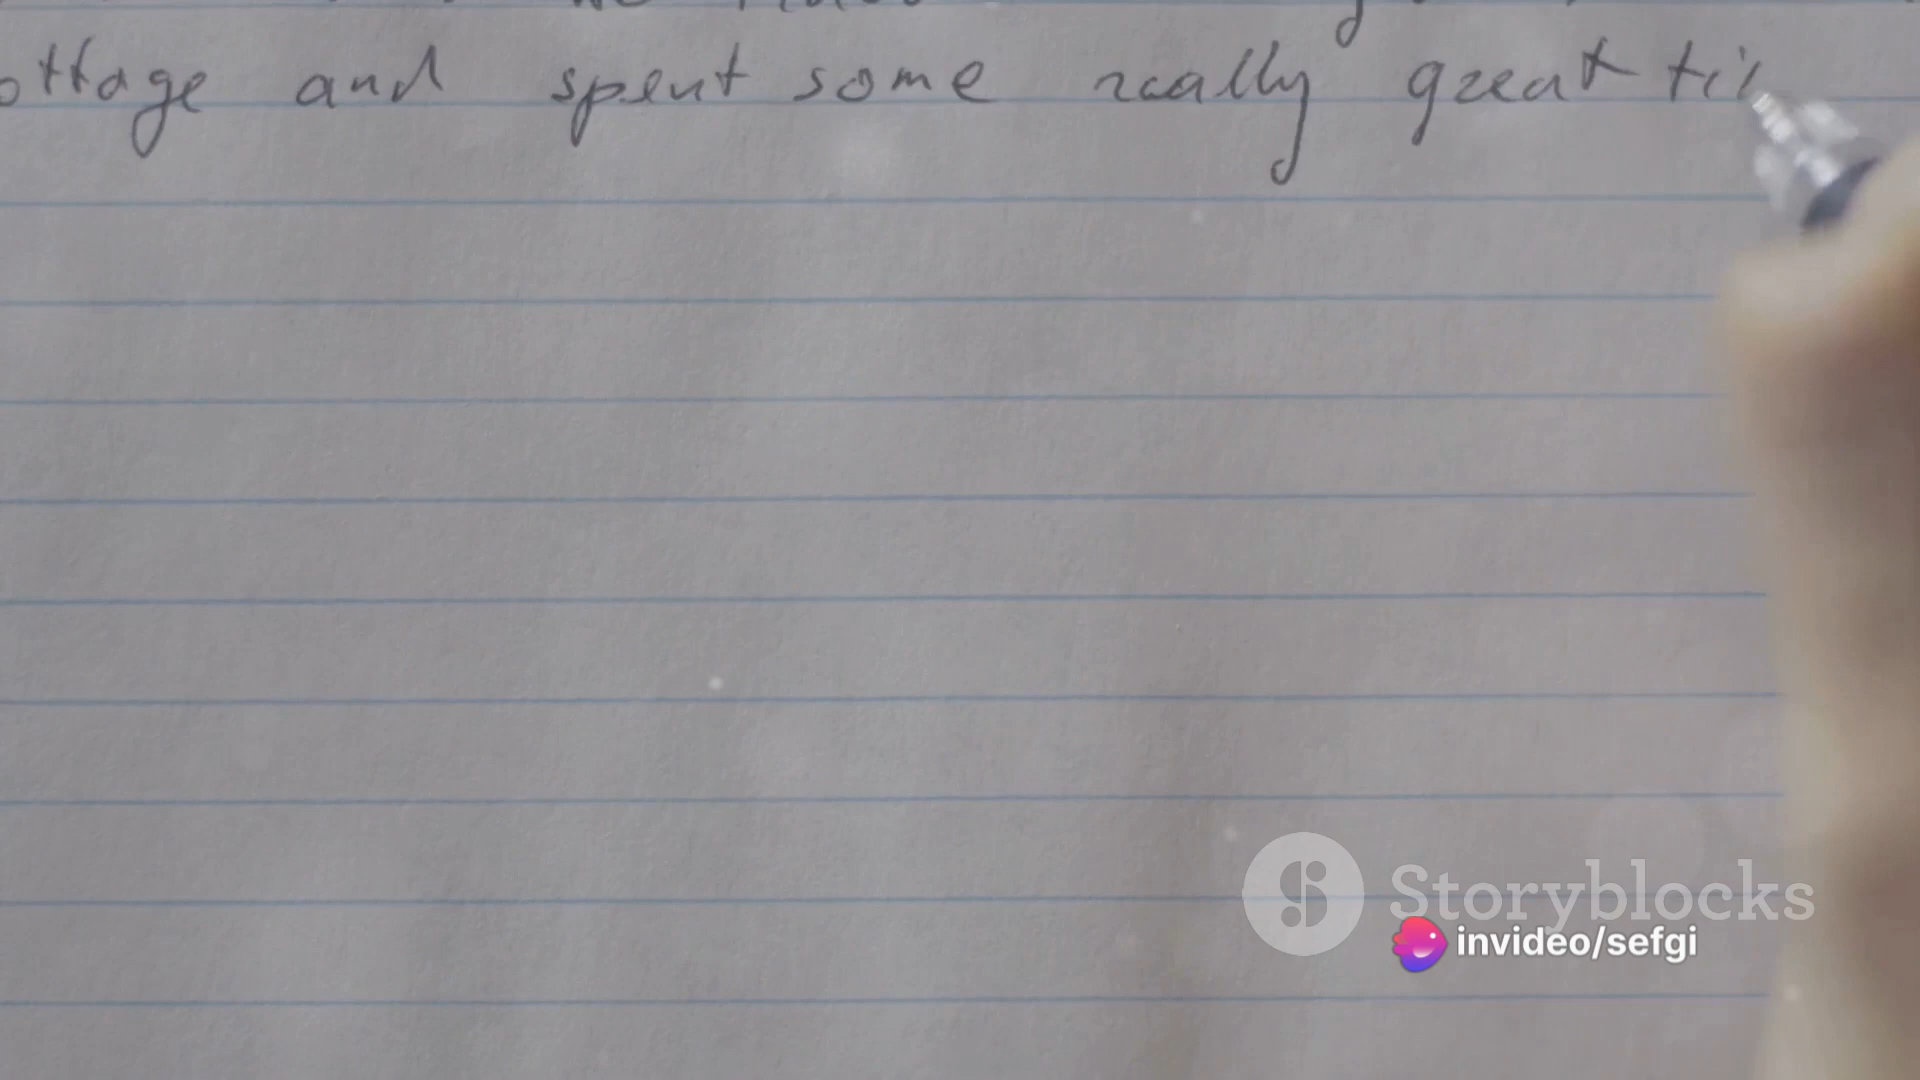 ottage and spent some really great ti
Storyblocks
invideo/sefgi